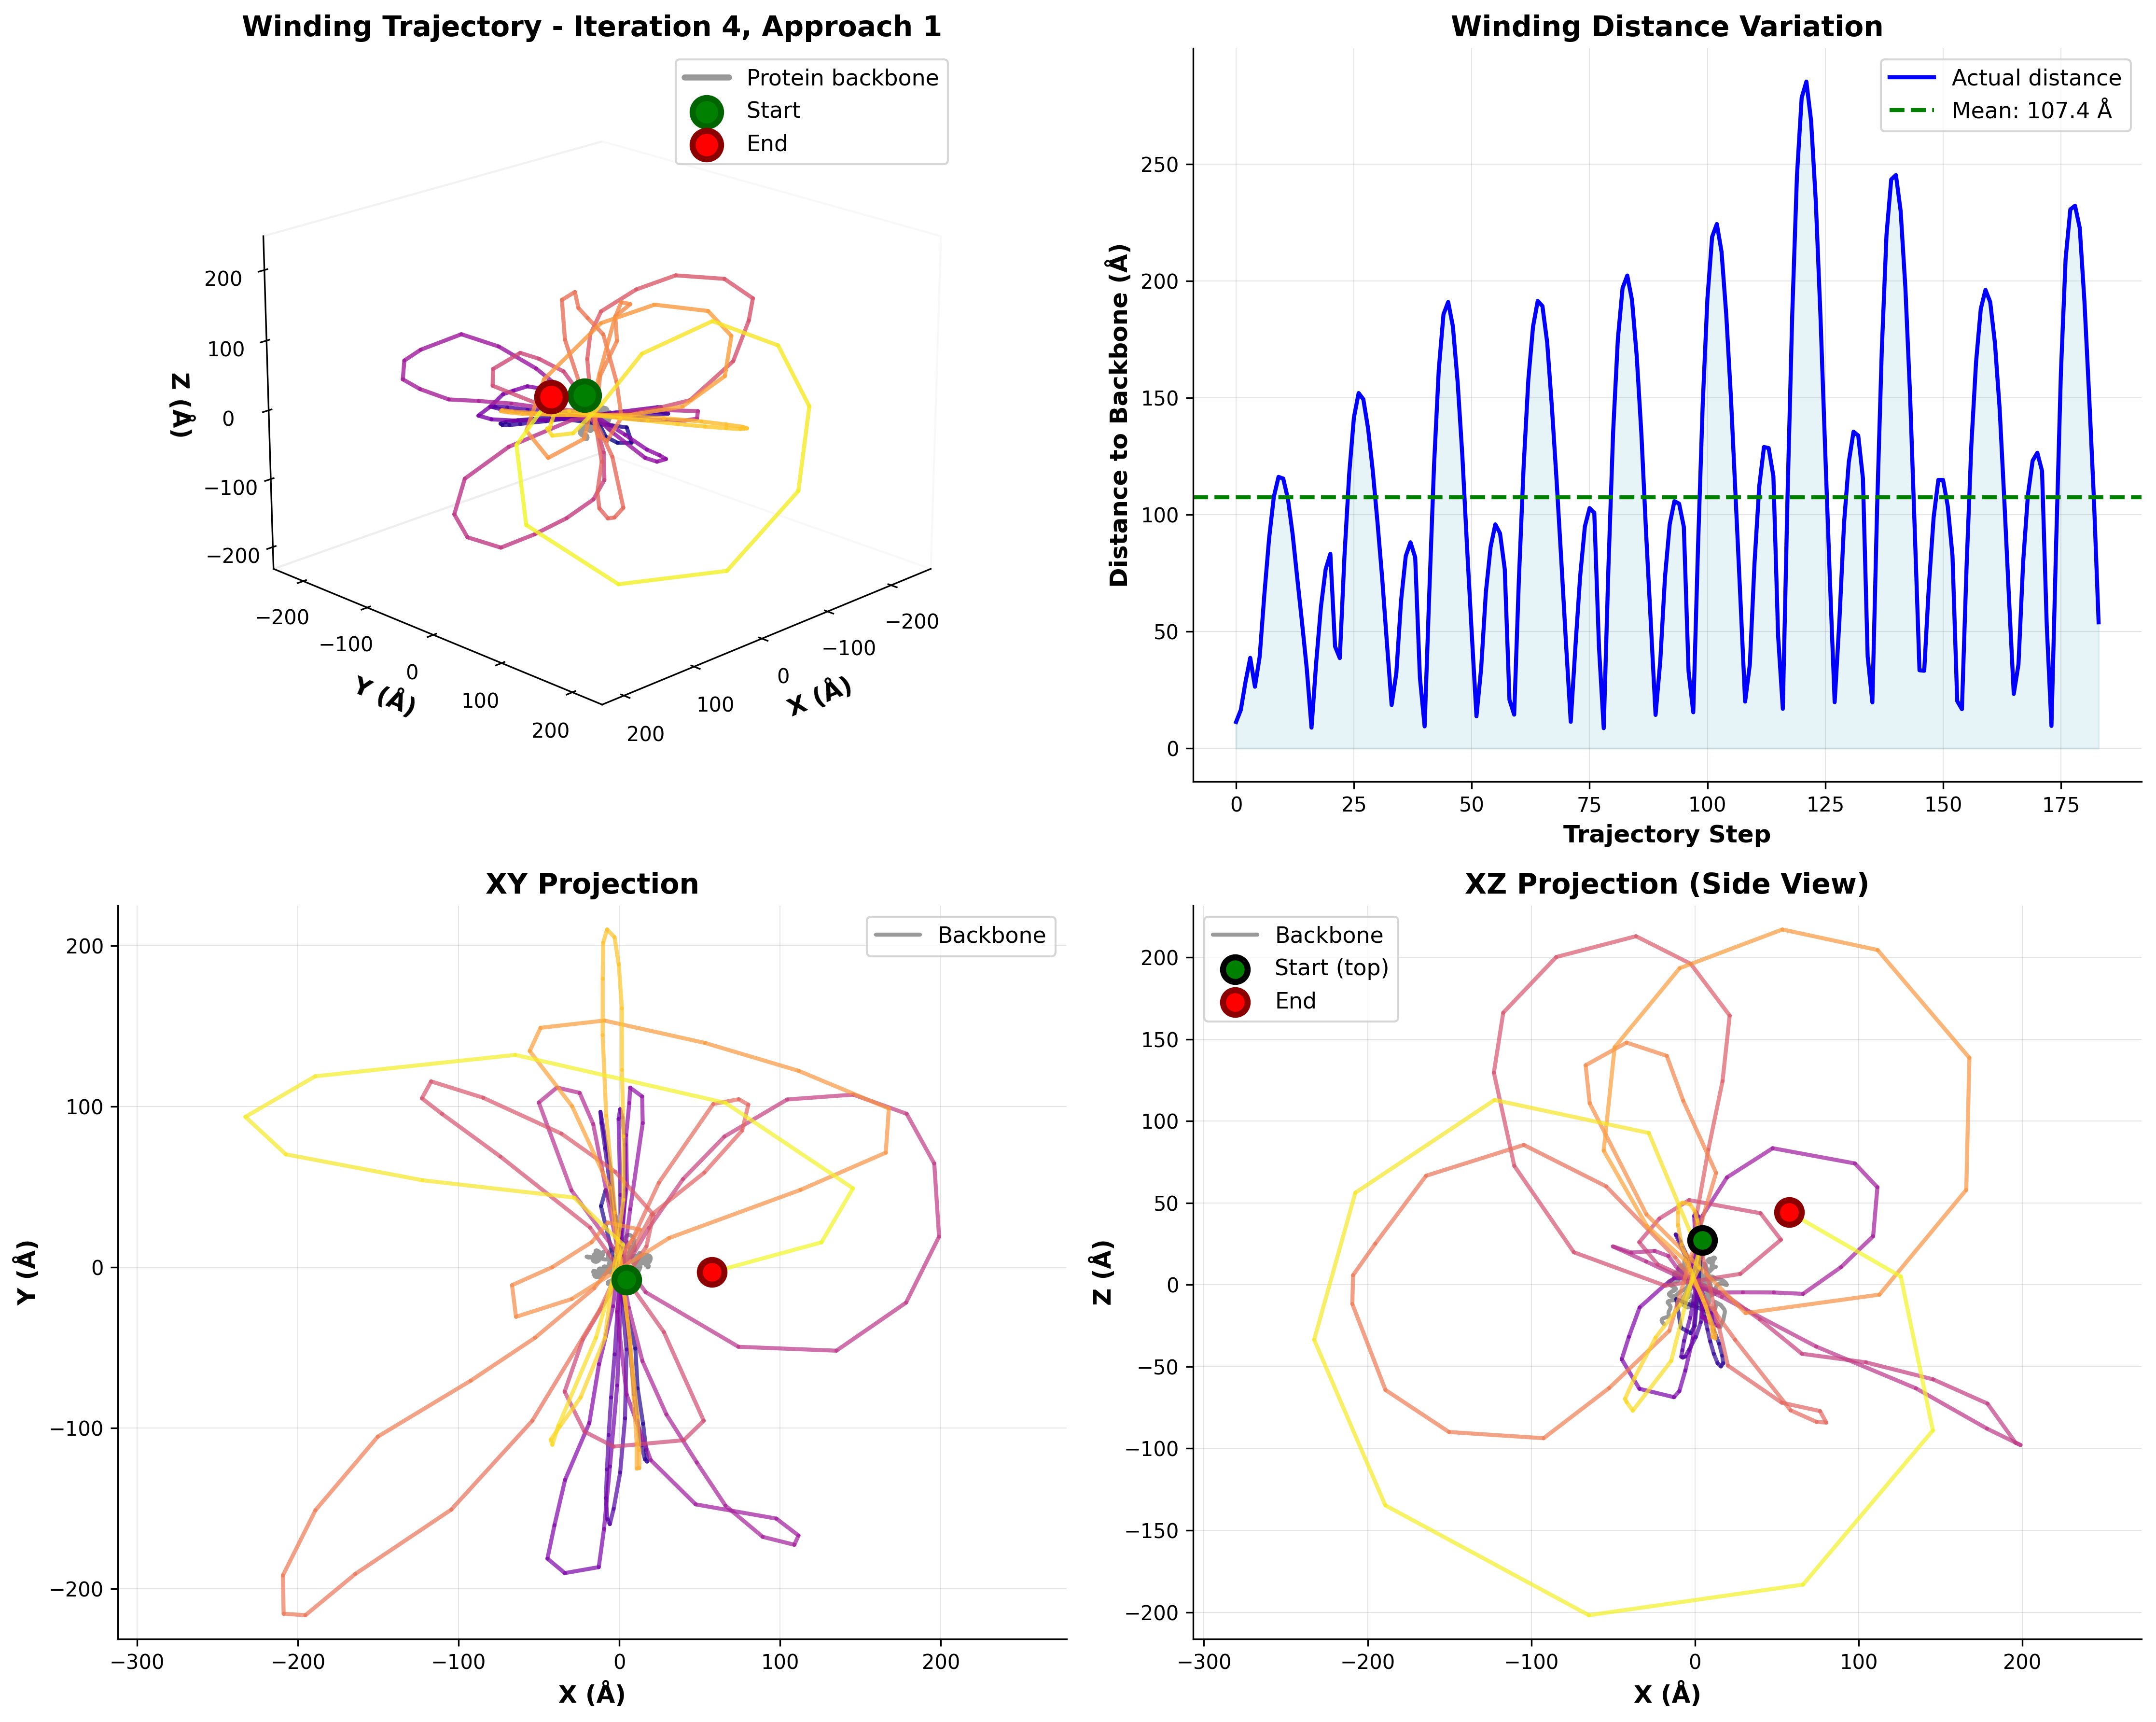 Winding Trajectory - Iteration 4, Approach 1
Protein backbone
Start
End
200
100
0
−100
−200
Z (Å)
−200
−100
0
100
200
Y (Å)
200
100
0
−100
−200
X (Å)
Winding Distance Variation
Actual distance
Mean: 107.4 Å
250
200
150
100
50
0
Distance to Backbone (Å)
0
25
50
75
100
125
150
175
Trajectory Step
XY Projection
Backbone
200
100
0
−100
−200
Y (Å)
−300
−200
−100
0
100
200
X (Å)
XZ Projection (Side View)
Backbone
Start (top)
End
200
150
100
50
0
−50
−100
−150
−200
Z (Å)
−300
−200
−100
0
100
200
X (Å)